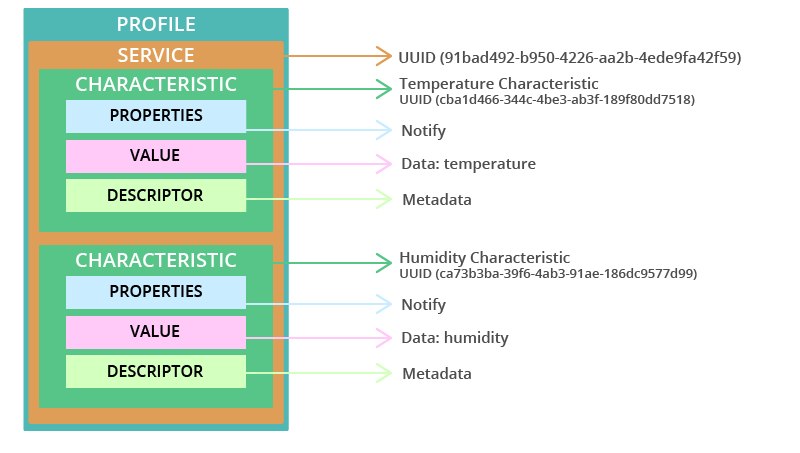 PROFILE
SERVICE
UUID (91bad492-b950-4226-aa2b-4ede9fa42f59)
CHARACTERISTIC
Temperature Characteristic
UUID (cba1d466-344c-4be3-ab3f-189f80dd7518)
PROPERTIES
Notify
VALUE
Data: temperature
DESCRIPTOR
Metadata
CHARACTERISTIC
Humidity Characteristic
UUID (ca73b3ba-39f6-4ab3-91ae-186dc9577d99)
PROPERTIES
Notify
VALUE
Data: humidity
DESCRIPTOR
Metadata